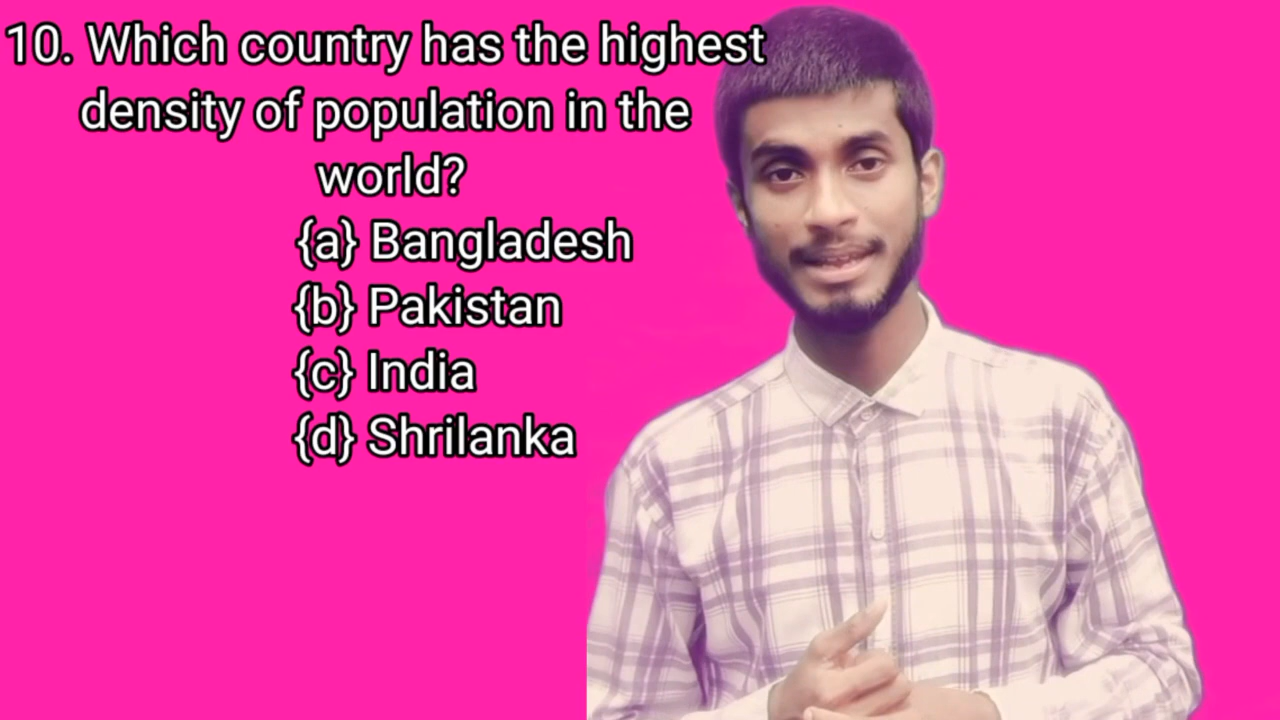 10. Which country has the highest
density of population in the
world?
{a} Bangladesh
{b} Pakistan
{c} India
{d} Shrilanka